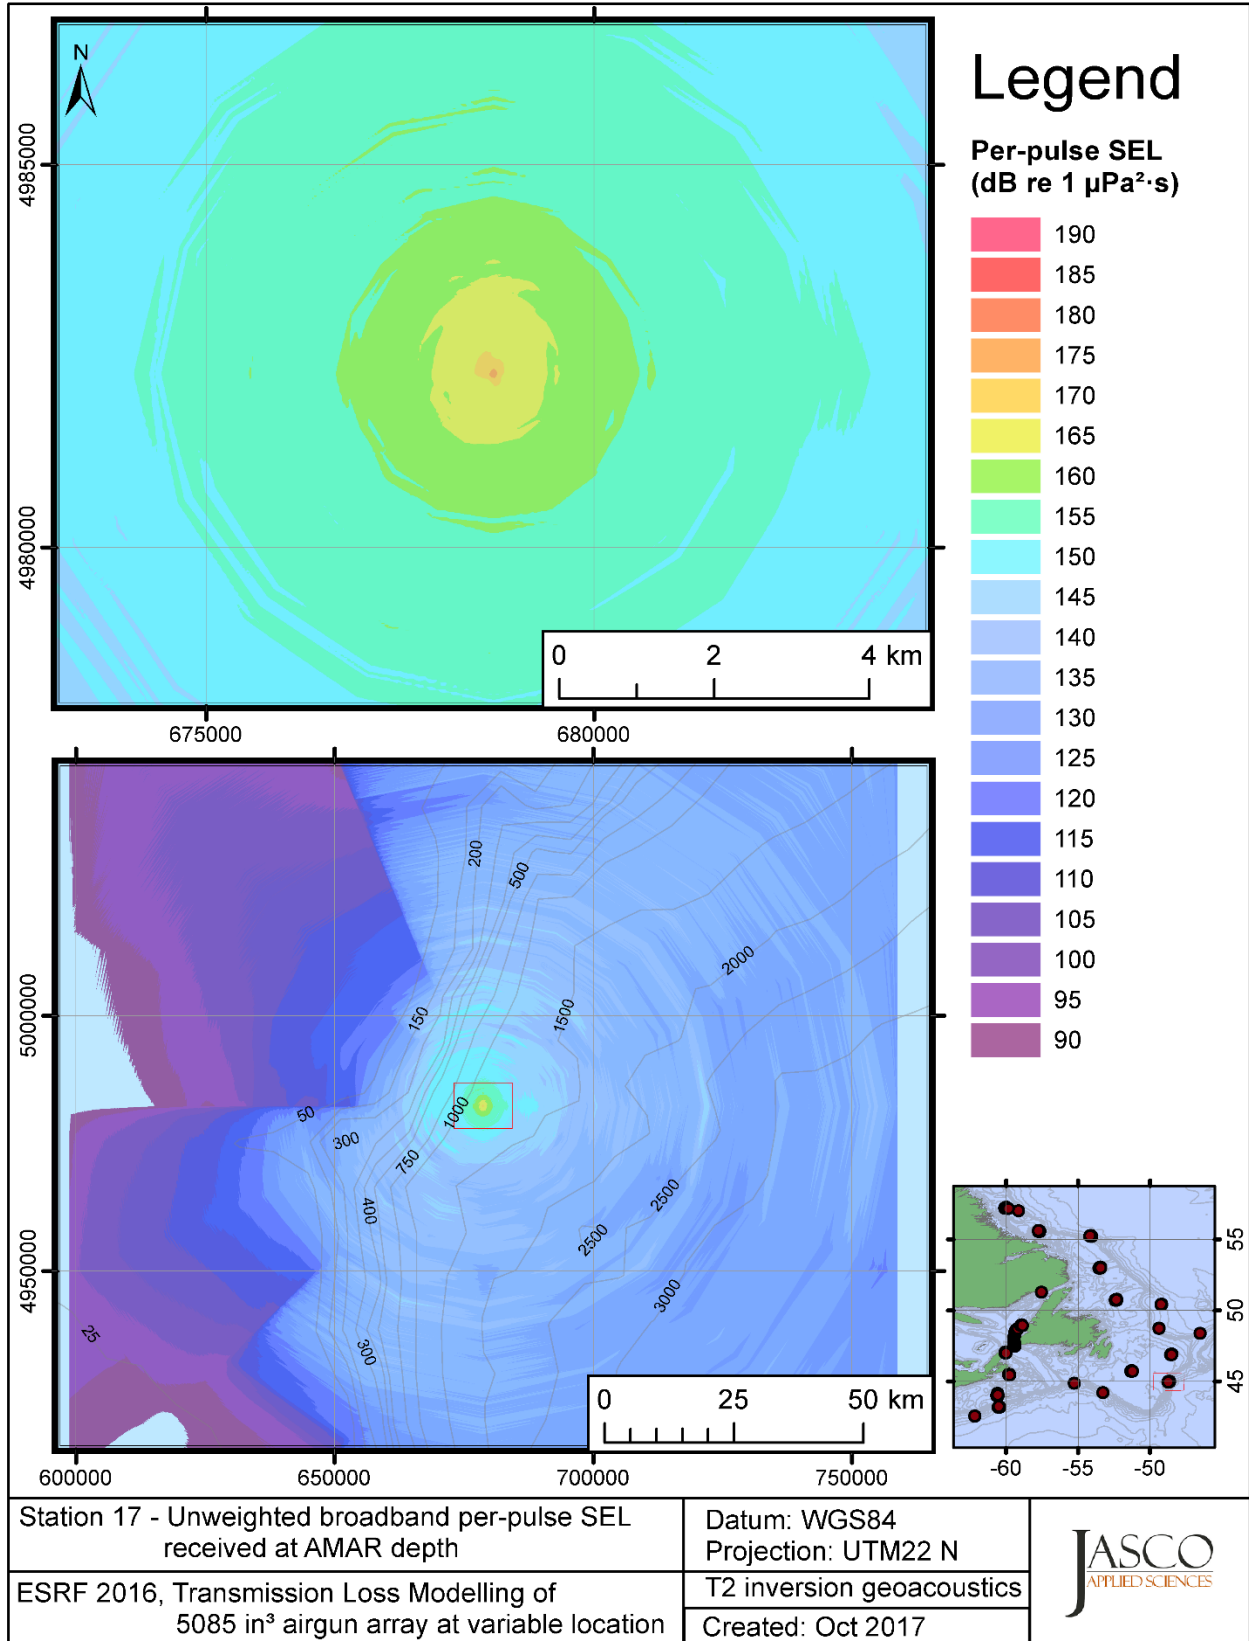 N
4985000
4980000
0 2 4 km
675000 680000
Legend
Per-pulse SEL
(dB re 1 µPa²·s)
190
185
180
175
170
165
160
155
150
145
140
135
130
125
120
115
110
105
100
95
90
5000000
4950000
200
500
2000
150
1500
50
300
1000
750
400
2500
2500
3000
300
25
0 25 50 km
600000 650000 700000 750000
55
50
45
-60 -55 -50
Station 17 - Unweighted broadband per-pulse SEL
received at AMAR depth
ESRF 2016, Transmission Loss Modelling of
5085 in³ airgun array at variable location
Datum: WGS84
Projection: UTM22 N
T2 inversion geoacoustics
Created: Oct 2017
JASCO
APPLIED SCIENCES